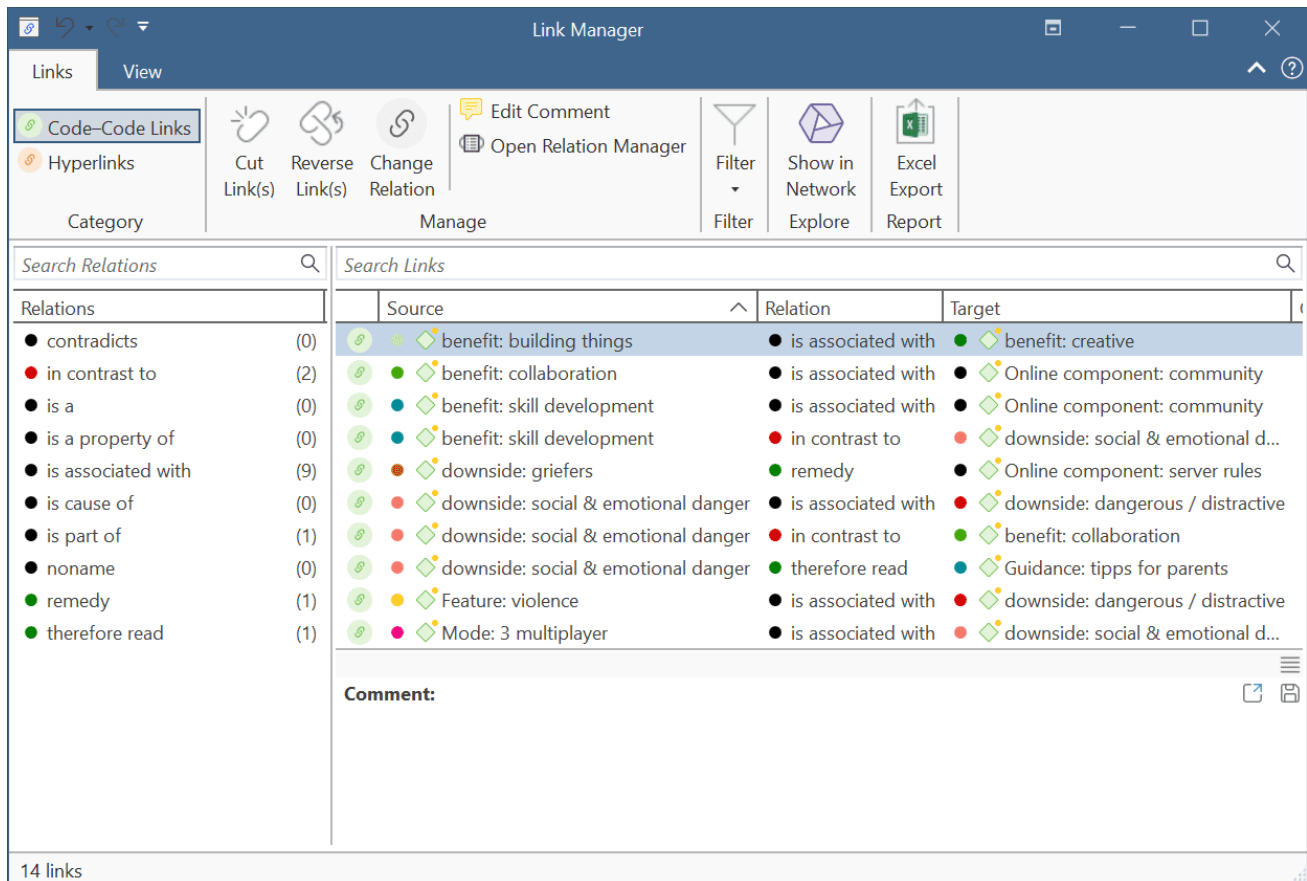 Link Manager
Links View
Code–Code Links
Hyperlinks
Category
Cut Link(s)
Reverse Link(s)
Change Relation
Edit Comment
Open Relation Manager
Manage
Filter
Filter
Show in Network
Explore
Excel Export
Report
Search Relations
Relations
contradicts (0)
in contrast to (2)
is a (0)
is a property of (0)
is associated with (9)
is cause of (0)
is part of (1)
noname (0)
remedy (1)
therefore read (1)
Search Links
Source Relation Target
benefit: building things is associated with benefit: creative
benefit: collaboration is associated with Online component: community
benefit: skill development is associated with Online component: community
benefit: skill development in contrast to downside: social & emotional d...
downside: griefers remedy Online component: server rules
downside: social & emotional danger is associated with downside: dangerous / distractive
downside: social & emotional danger in contrast to benefit: collaboration
downside: social & emotional danger therefore read Guidance: tipps for parents
Feature: violence is associated with downside: dangerous / distractive
Mode: 3 multiplayer is associated with downside: social & emotional d...
Comment:
14 links